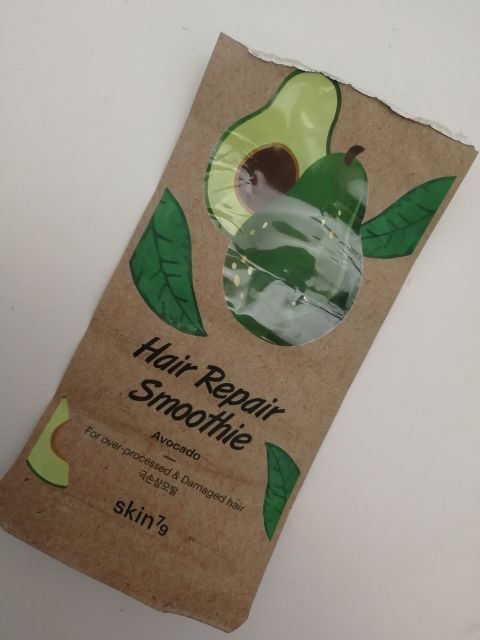 Hair Repair
Smoothie
Avocado
For over-processed & Damaged hair
극손상모발
skin79